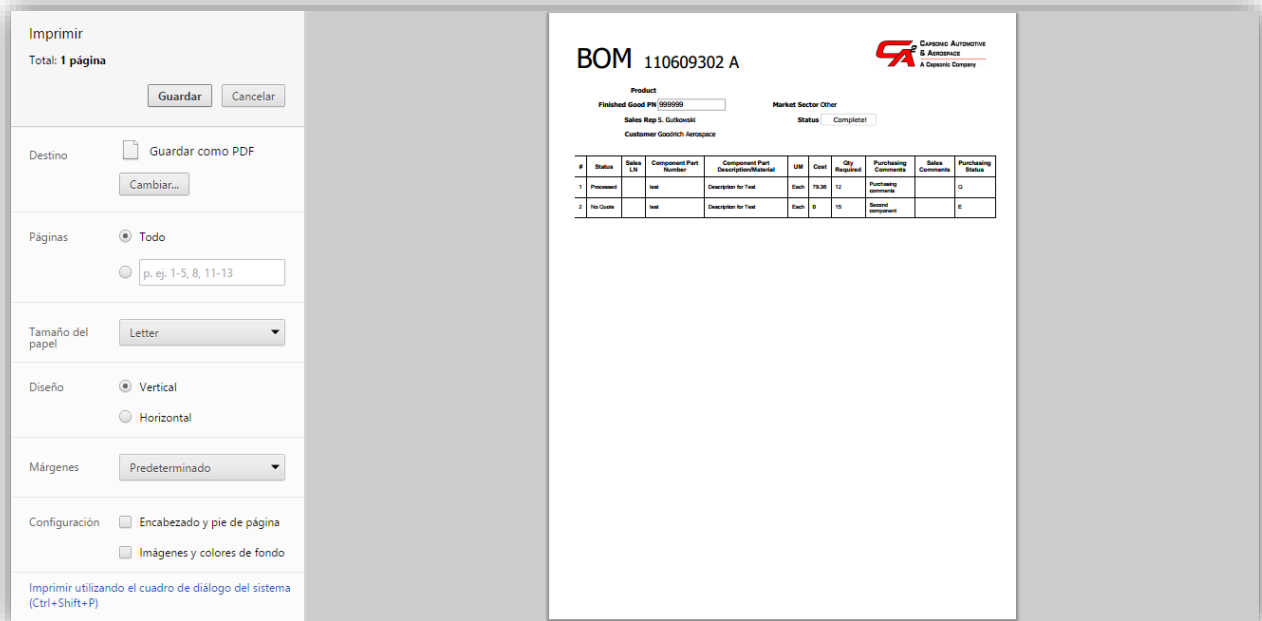 Imprimir
Total: 1 página
Guardar Cancelar
Destino Guardar como PDF
Cambiar...
Páginas Todo
p. ej. 1-5, 8, 11-13
Tamaño del papel Letter
Diseño Vertical
Horizontal
Márgenes Predeterminado
Configuración Encabezado y pie de página
Imágenes y colores de fondo
Imprimir utilizando el cuadro de diálogo del sistema
(Ctrl+Shift+P)
BOM 110609302 A
CA2 Capsonic Automotive
& Aerospace
A Capsonic Company
Product
Finished Good PN 999999 Market Sector Other
Sales Rep S. Gutkowski Status Complete!
Customer Goodrich Aerospace
# Status Sales LN Component Part Number Component Part Description/Material UM Cost Qty Required Purchasing Comments Sales Comments Purchasing Status
1 Processed test Description for Test Each 79.36 12 Purchasing comments Q
2 No Quote test Description for Test Each 0 15 Second component E